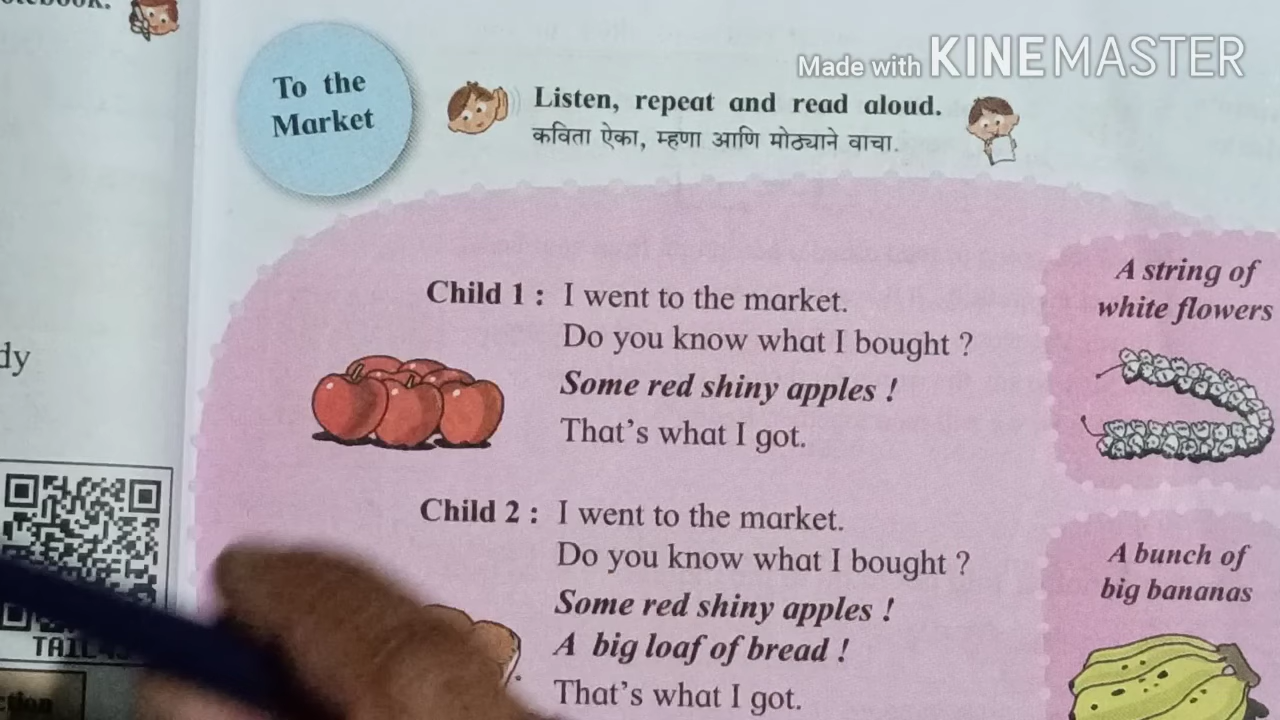 Made with KINEMASTER
To the
Market
Listen, repeat and read aloud.
कविता ऐका, म्हणा आणि मोठ्याने वाचा.
Child 1 : I went to the market.
Do you know what I bought ?
Some red shiny apples !
That's what I got.
Child 2 : I went to the market.
Do you know what I bought ?
Some red shiny apples !
A big loaf of bread !
That's what I got.
A string of
white flowers
A bunch of
big bananas